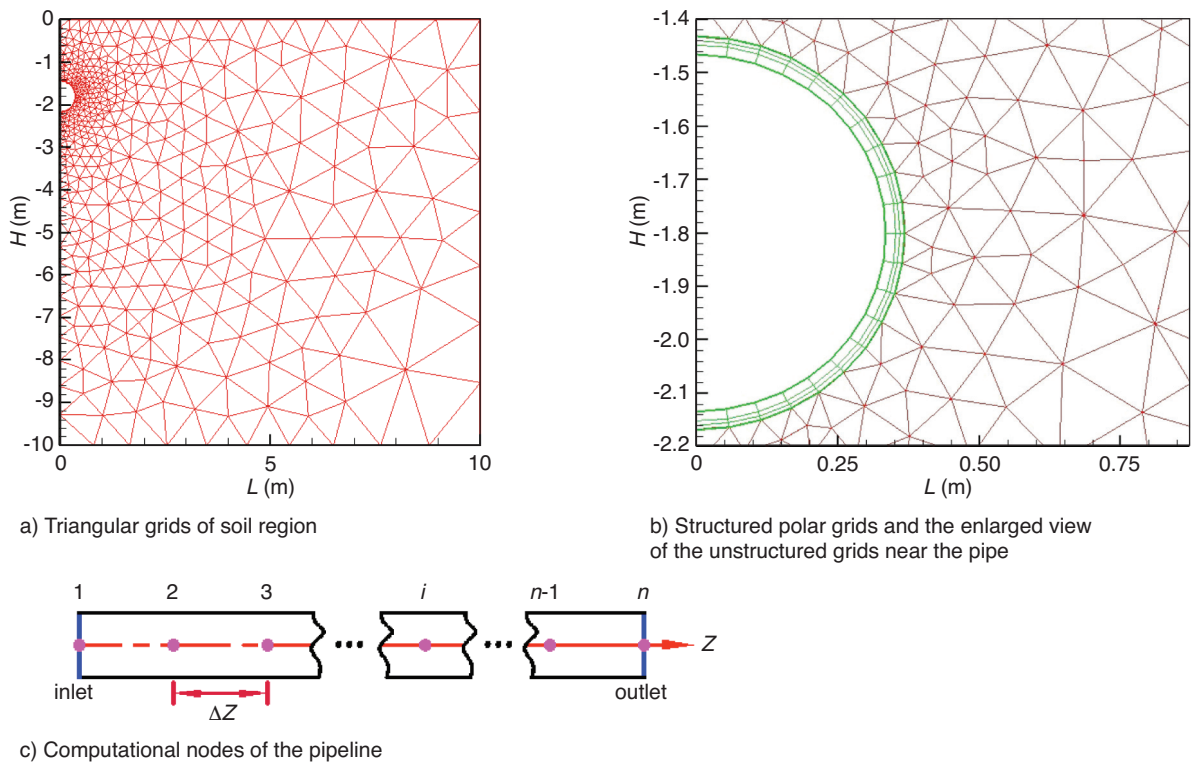 0
-1
-2
-3
-4
-5
-6
-7
-8
-9
-10
H (m)
0
5
10
L (m)
a) Triangular grids of soil region
-1.4
-1.5
-1.6
-1.7
-1.8
-1.9
-2.0
-2.1
-2.2
H (m)
0
0.25
0.50
0.75
L (m)
b) Structured polar grids and the enlarged view
of the unstructured grids near the pipe
1 2 3 i n-1 n
Z
inlet
outlet
ΔZ
c) Computational nodes of the pipeline